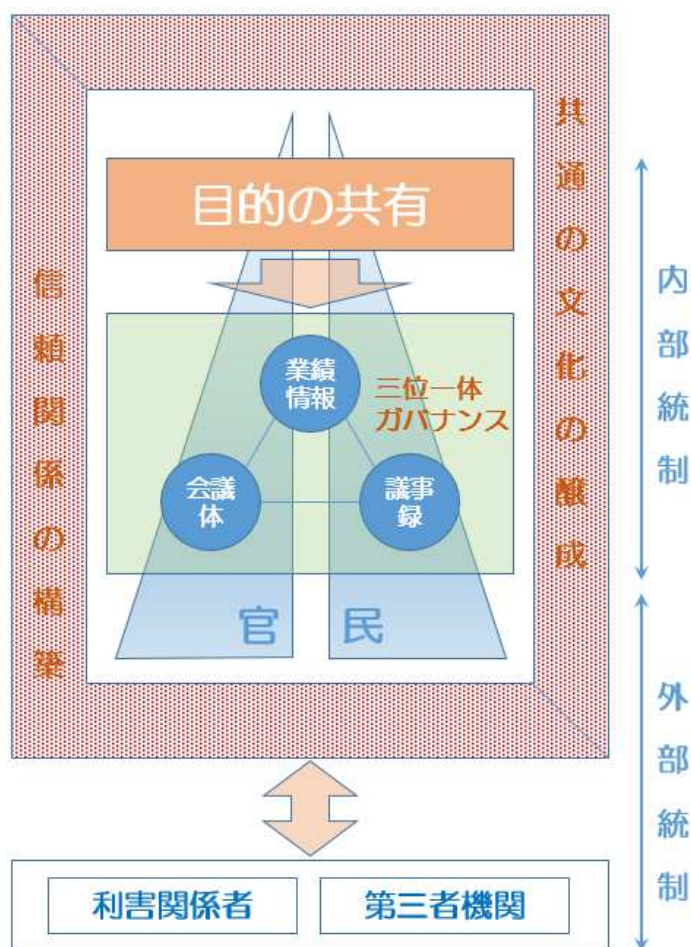 目的の共有
業績
情報
三位一体
ガバナンス
会議
体
議事
録
官
民
信頼関係の構築
共通の文化の醸成
内部統制
外部統制
利害関係者
第三者機関